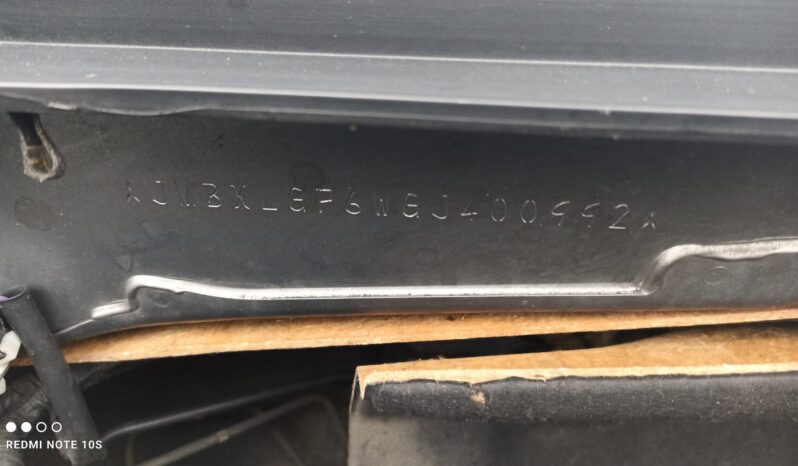 *JMBXLGF6WGJ400992*
REDMI NOTE 10S